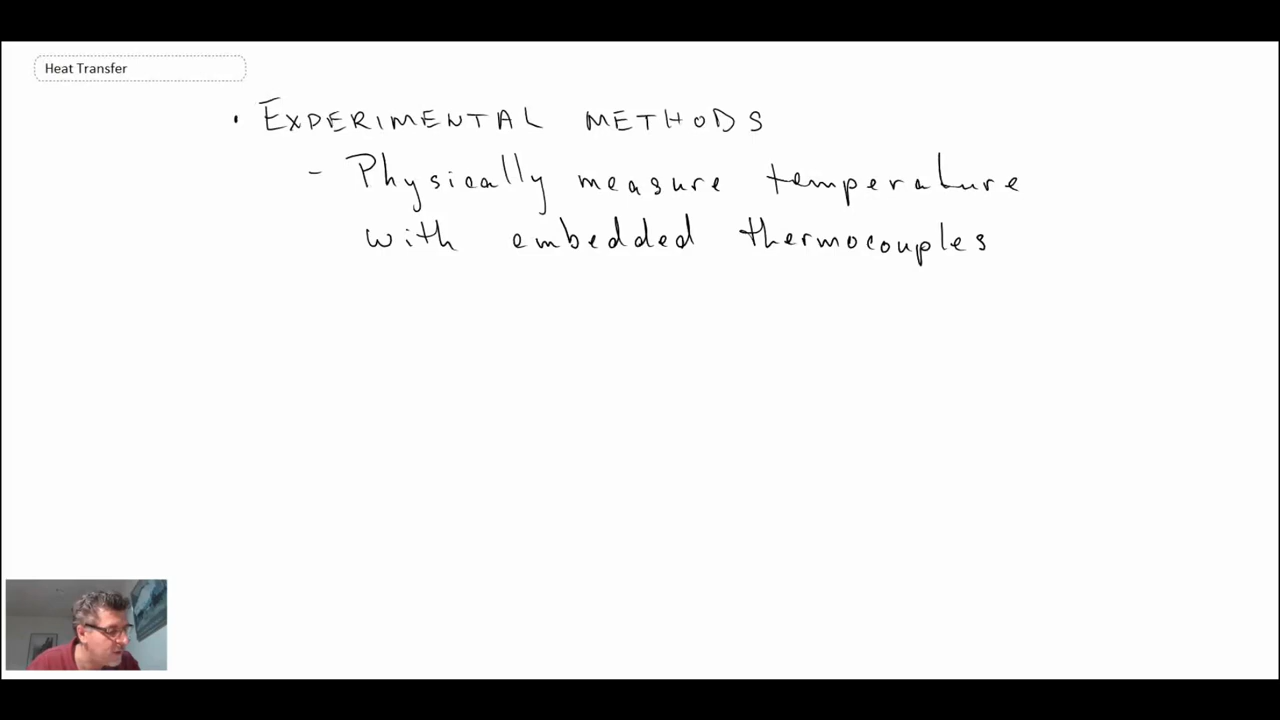 Heat Transfer
• EXPERIMENTAL METHODS
- Physically measure temperature
with embedded thermocouples